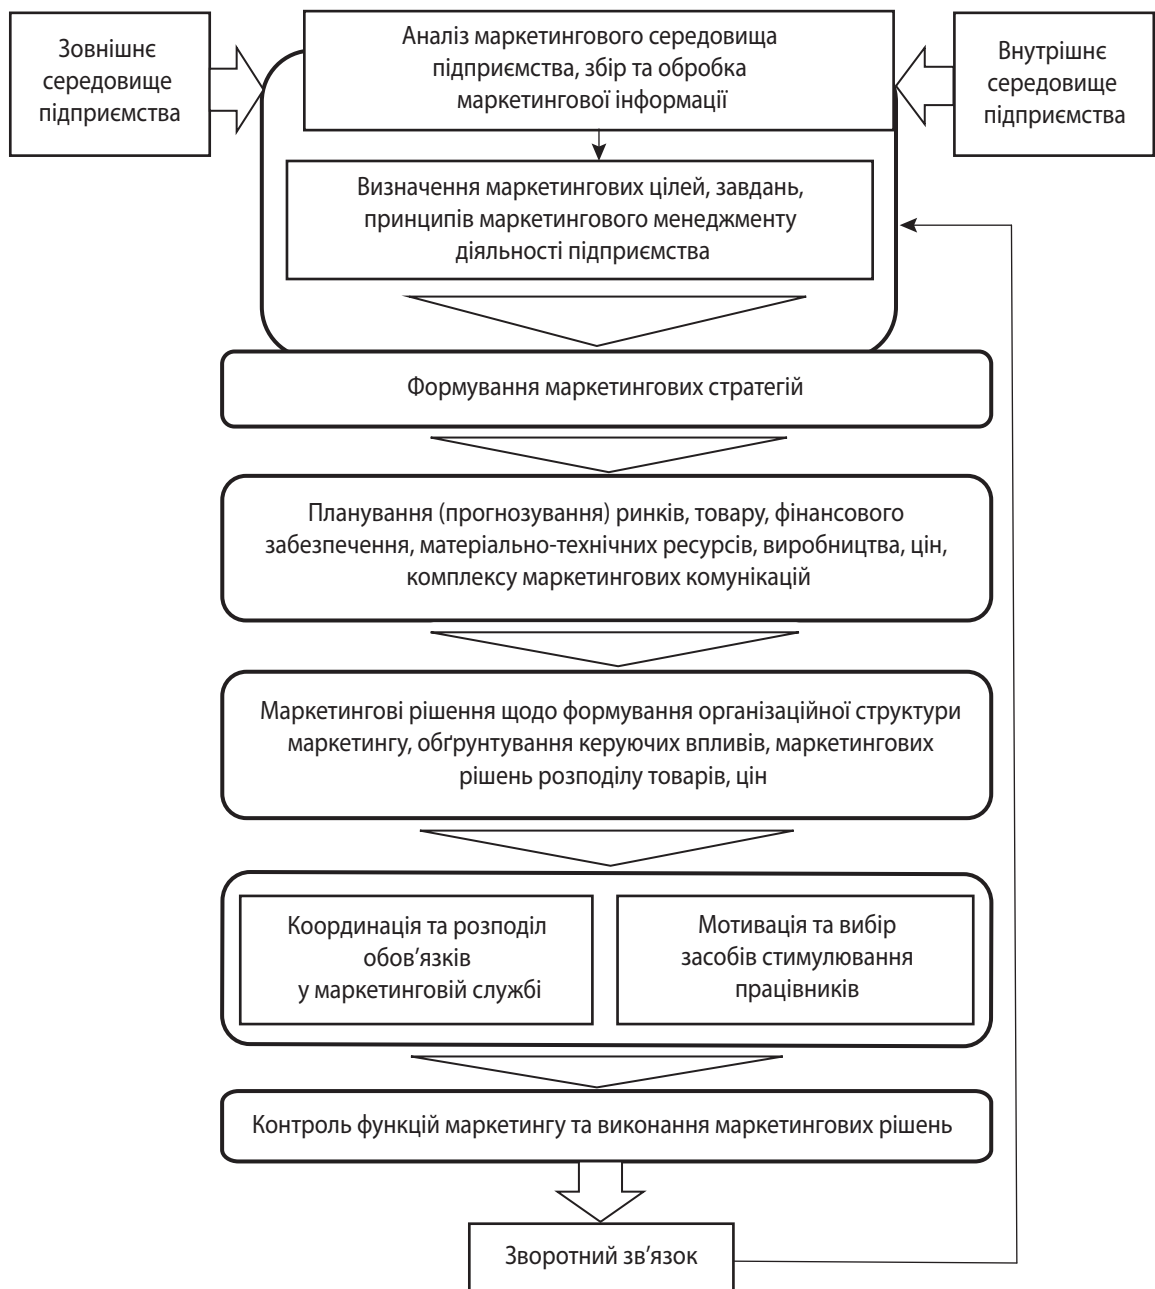 Зовнішнє
середовище
підприємства
Аналіз маркетингового середовища
підприємства, збір та обробка
маркетингової інформації
Внутрішнє
середовище
підприємства
Визначення маркетингових цілей, завдань,
принципів маркетингового менеджменту
діяльності підприємства
Формування маркетингових стратегій
Планування (прогнозування) ринків, товару, фінансового
забезпечення, матеріально-технічних ресурсів, виробництва, цін,
комплексу маркетингових комунікацій
Маркетингові рішення щодо формування організаційної структури
маркетингу, обґрунтування керуючих впливів, маркетингових
рішень розподілу товарів, цін
Координація та розподіл
обов’язків
у маркетинговій службі
Мотивація та вибір
засобів стимулювання
працівників
Контроль функцій маркетингу та виконання маркетингових рішень
Зворотний зв’язок